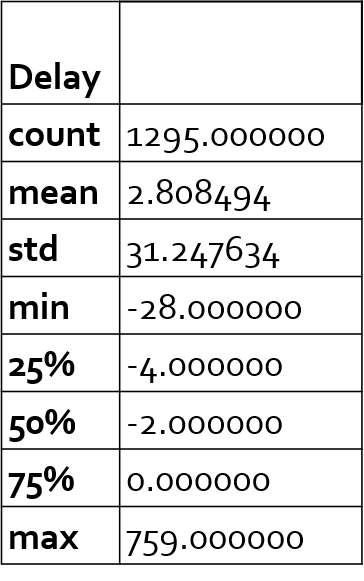 Delay
count 1295.000000
mean 2.808494
std 31.247634
min -28.000000
25% -4.000000
50% -2.000000
75% 0.000000
max 759.000000